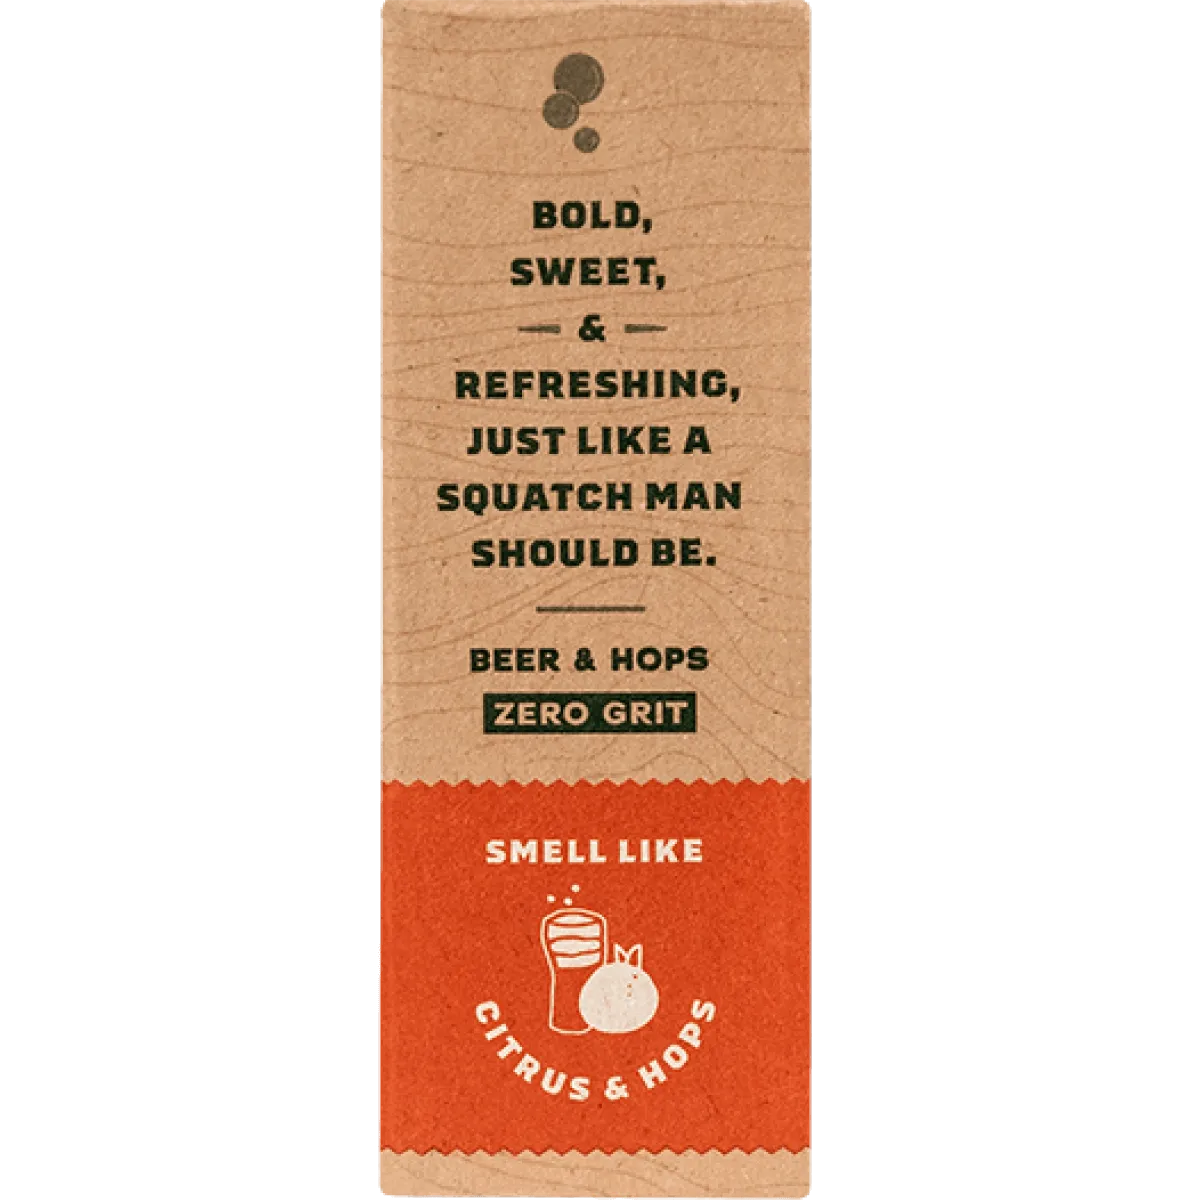 BOLD,
SWEET,
&
REFRESHING,
JUST LIKE A
SQUATCH MAN
SHOULD BE.
BEER & HOPS
ZERO GRIT
SMELL LIKE
CITRUS & HOPS